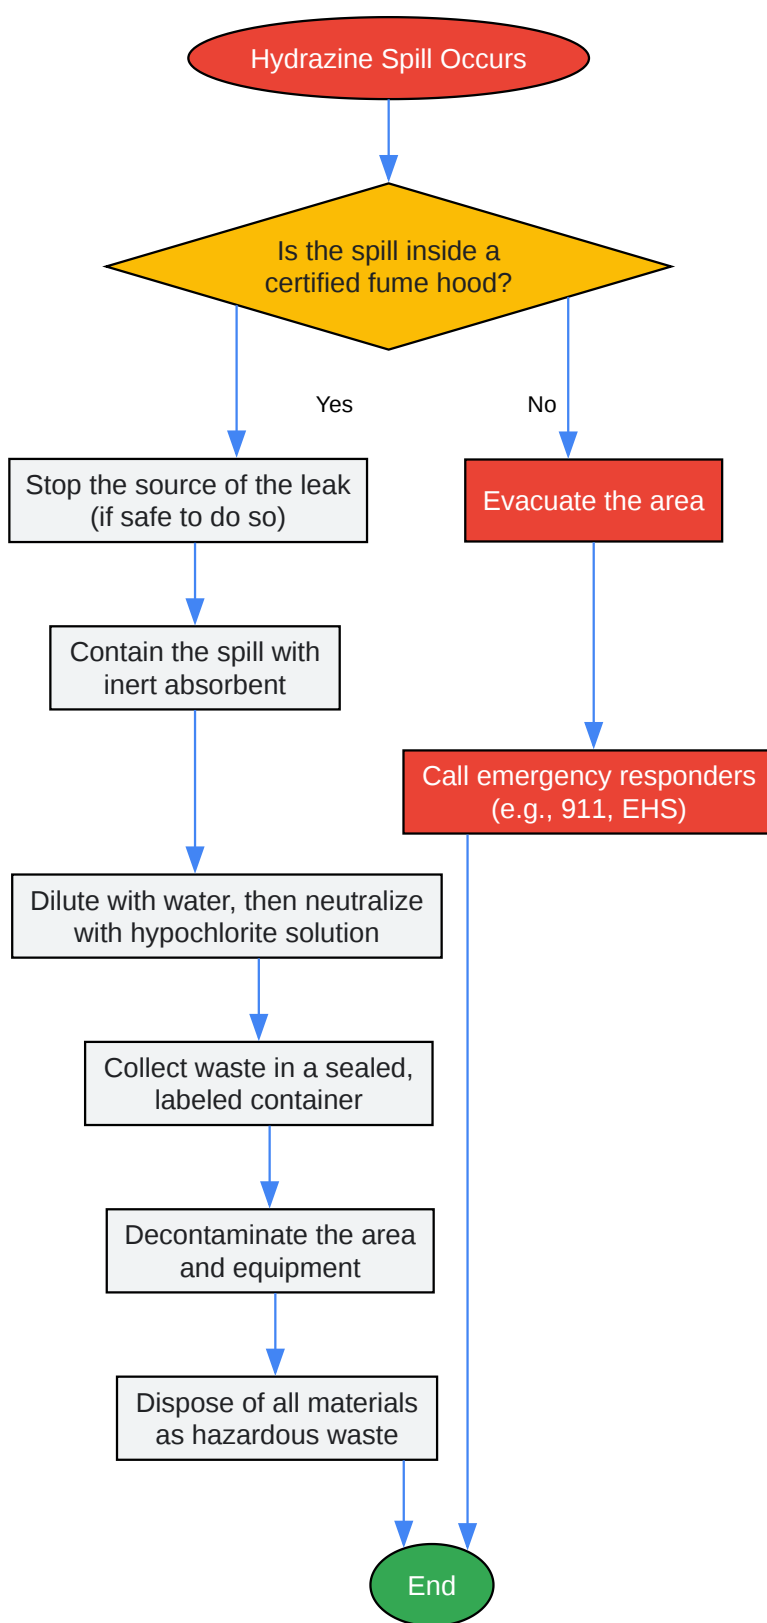 Hydrazine Spill Occurs
Is the spill inside a
certified fume hood?
Yes
No
Stop the source of the leak
(if safe to do so)
Evacuate the area
Contain the spill with
inert absorbent
Call emergency responders
(e.g., 911, EHS)
Dilute with water, then neutralize
with hypochlorite solution
Collect waste in a sealed,
labeled container
Decontaminate the area
and equipment
Dispose of all materials
as hazardous waste
End